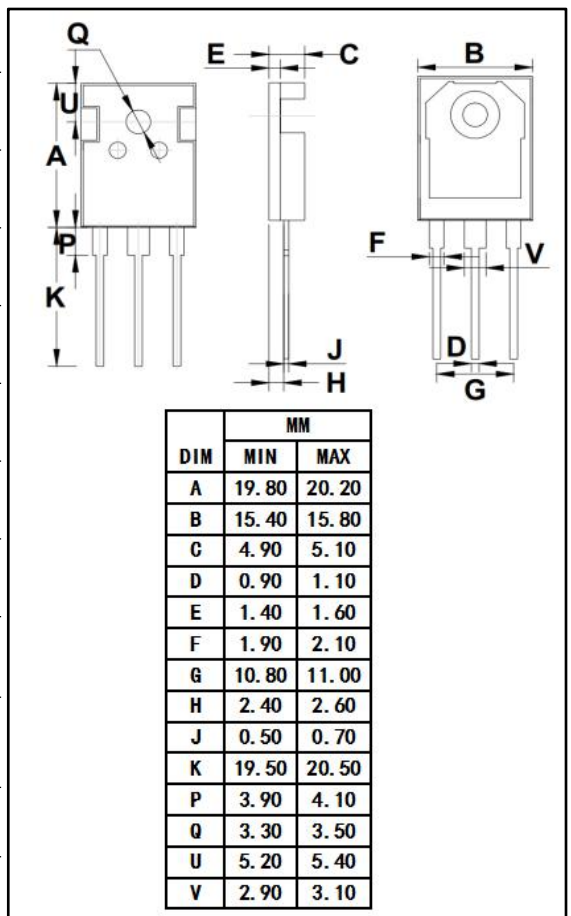 Q
E
C
B
U
A
P
K
F
V
J
H
D
G
MM
DIM MIN MAX
A 19.80 20.20
B 15.40 15.80
C 4.90 5.10
D 0.90 1.10
E 1.40 1.60
F 1.90 2.10
G 10.80 11.00
H 2.40 2.60
J 0.50 0.70
K 19.50 20.50
P 3.90 4.10
Q 3.30 3.50
U 5.20 5.40
V 2.90 3.10